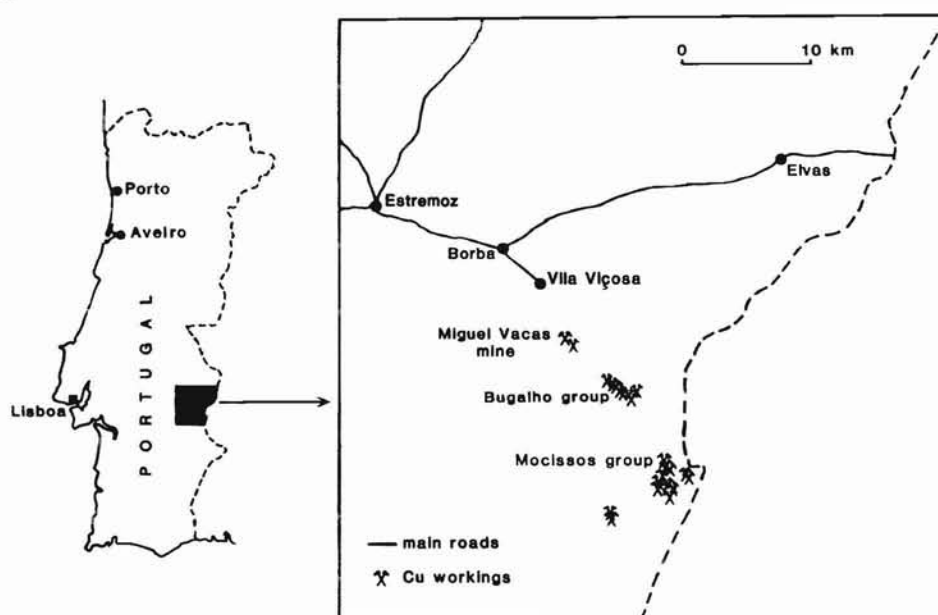 Porto
Aveiro
PORTUGAL
Lisboa
0 10 km
Elvas
Estremoz
Borba
Vila Viçosa
Miguel Vacas
mine
Bugalho group
Mocissos group
main roads
Cu workings